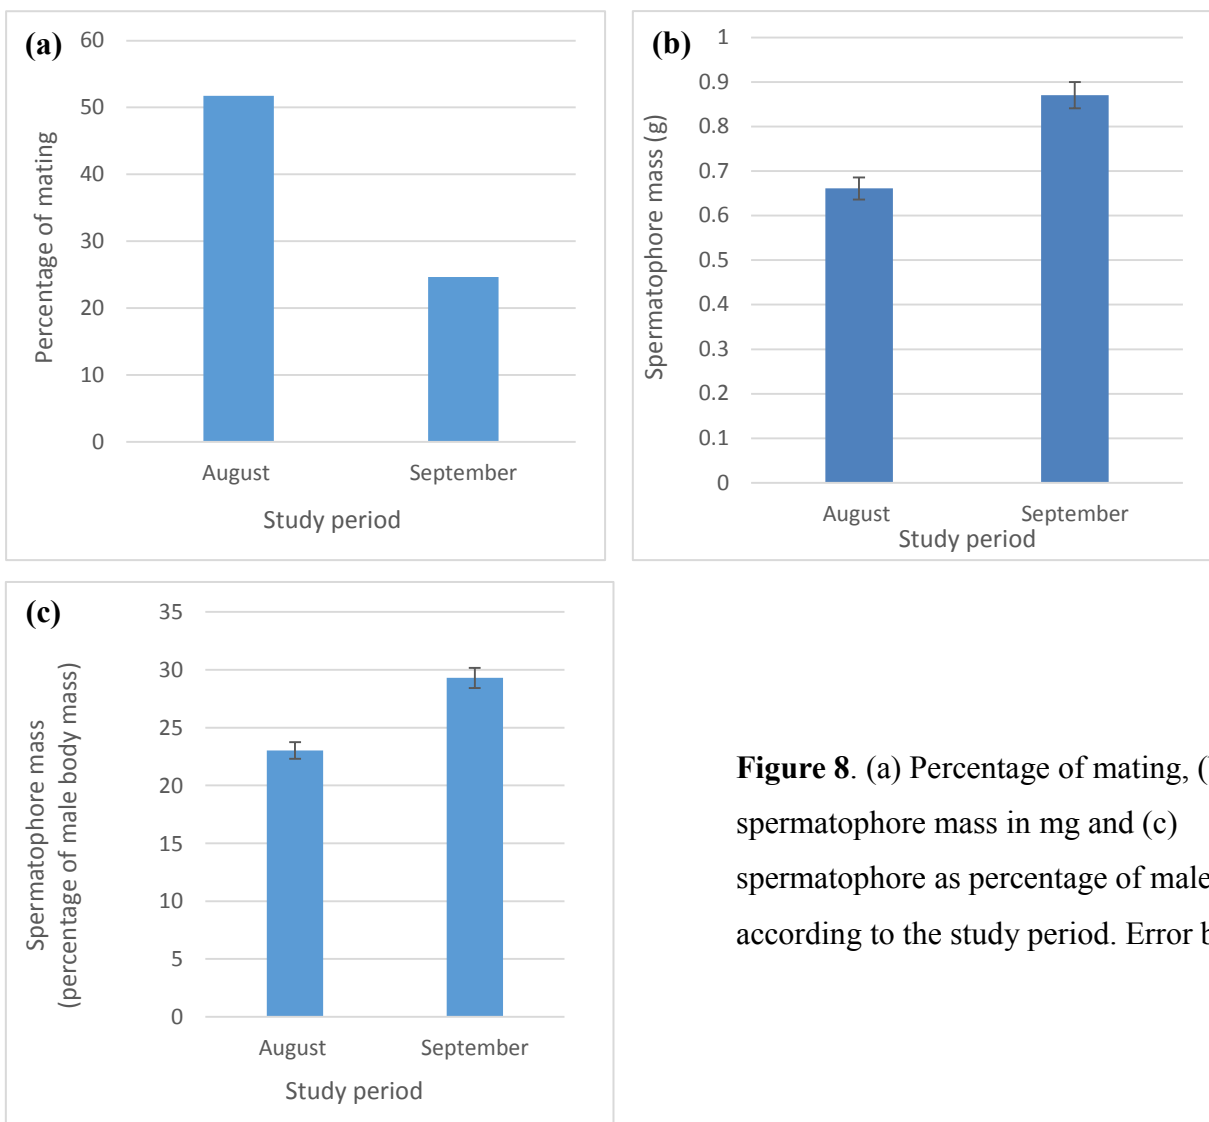 (a)
60
50
40
30
20
10
0
Percentage of mating
August September
Study period
(b)
1
0.9
0.8
0.7
0.6
0.5
0.4
0.3
0.2
0.1
0
Spermatophore mass (g)
August September
Study period
(c)
35
30
25
20
15
10
5
0
Spermatophore mass
(percentage of male body mass)
August September
Study period
Figure 8. (a) Percentage of mating, (
spermatophore mass in mg and (c)
spermatophore as percentage of male
according to the study period. Error